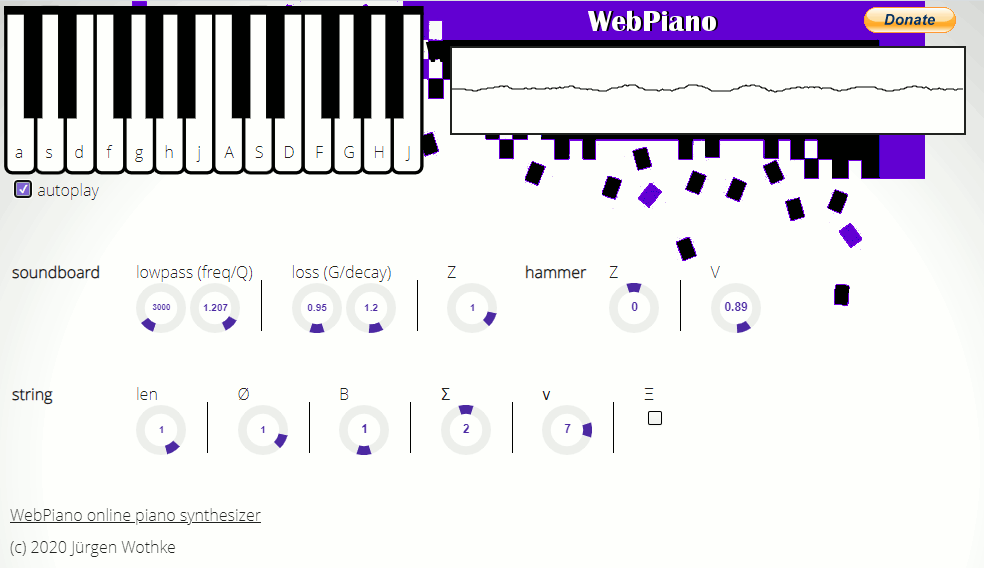 WebPiano
Donate
a s d f g h j A S D F G H J
autoplay
soundboard lowpass (freq/Q) loss (G/decay) Z hammer Z V
3000 1.207 0.95 1.2 1 0 0.89
string len Ø B Σ ν Ξ
1 1 1 2 7
WebPiano online piano synthesizer
(c) 2020 Jürgen Wothke